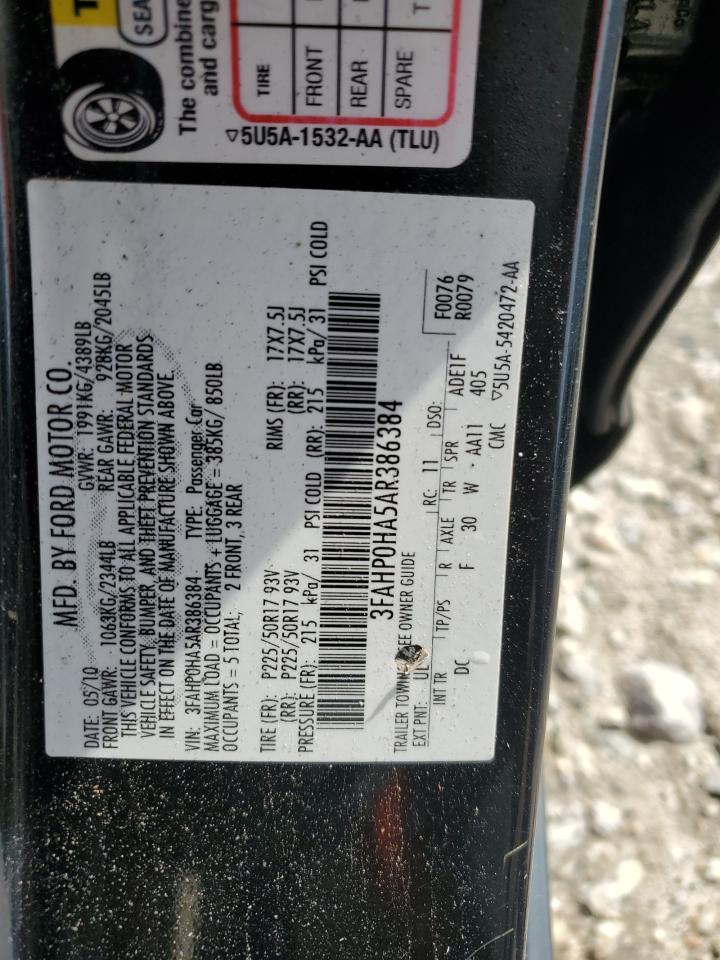 T
SEA
The combine
and carg
TIRE
FRONT
REAR
SPARE
T
▽5U5A-1532-AA (TLU)
MFD. BY FORD MOTOR CO.
DATE: 05/10 GVWR: 1991KG/4389LB
FRONT GAWR: 1063KG/2344LB REAR GAWR: 928KG/2045LB
THIS VEHICLE CONFORMS TO ALL APPLICABLE FEDERAL MOTOR
VEHICLE SAFETY, BUMPER, AND THEFT PREVENTION STANDARDS
IN EFFECT ON THE DATE OF MANUFACTURE SHOWN ABOVE.
VIN: 3FAHP0HA5AR386384 TYPE: Passenger Car
MAXIMUM LOAD = OCCUPANTS + LUGGAGE = 385KG/ 850LB
OCCUPANTS = 5 TOTAL, 2 FRONT, 3 REAR
TIRE (FR): P225/50R17 93V RIMS (FR): 17X7.5J
(RR): P225/50R17 93V (RR): 17X7.5J
PRESSURE (FR): 215 kPa/ 31 PSI COLD (RR): 215 kPa/ 31 PSI COLD
3FAHP0HA5AR386384
TRAILER TOWING- SEE OWNER GUIDE
EXT PNT: U RC: 11 DSO: F0076
R0079
INT TR TP/PS R AXLE TR SPR ADE1F
DC F 30 W - AA11 405
CMC ▽5U5A-5420472-AA